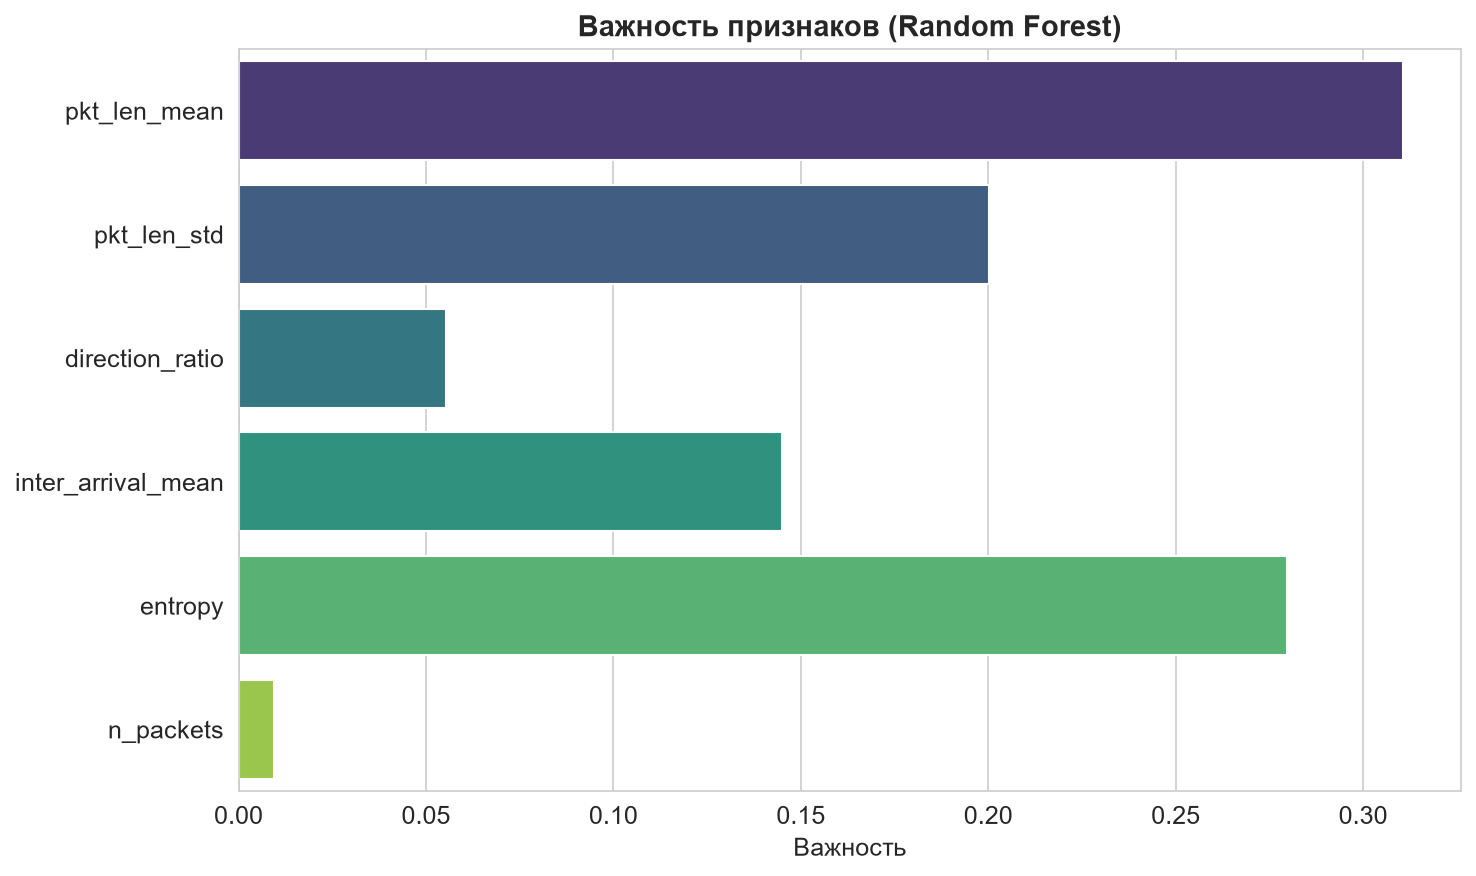 Важность признаков (Random Forest)
pkt_len_mean
pkt_len_std
direction_ratio
inter_arrival_mean
entropy
n_packets
0.00 0.05 0.10 0.15 0.20 0.25 0.30
Важность